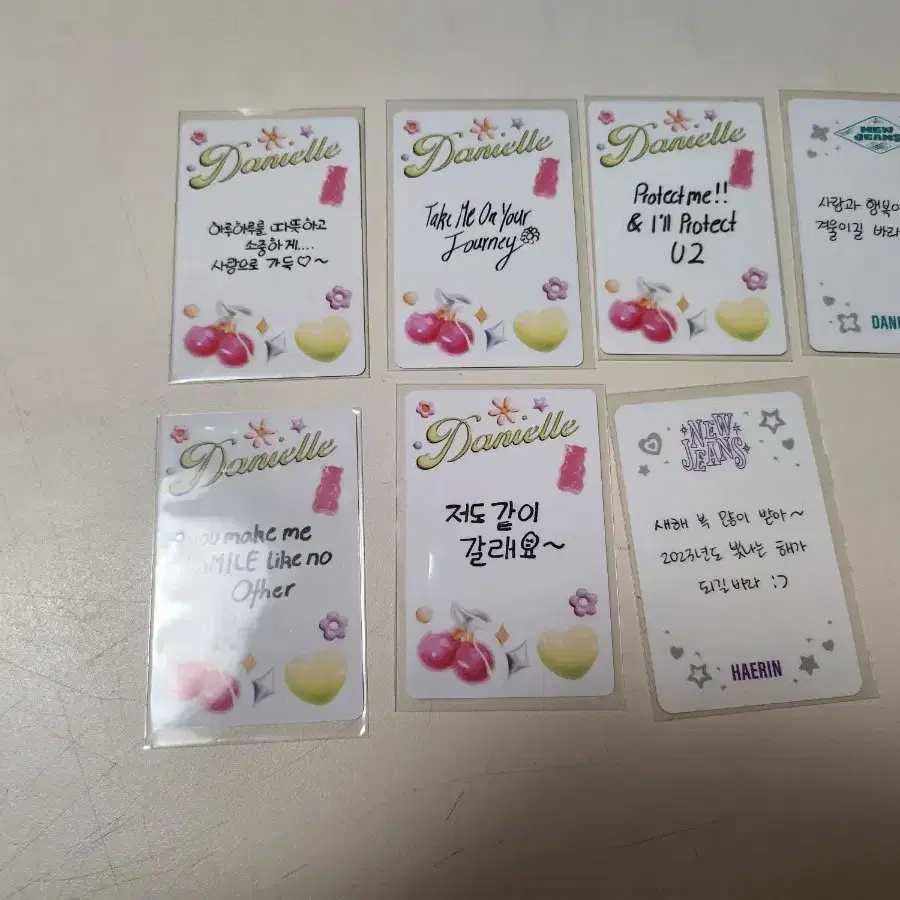 Danielle
하루하루를 따뜻하고
소중하게....
사랑으로 가득♡~
Danielle
Take Me On Your
Journey
Danielle
Protect me!!
& I'll Protect
U 2
NEW
JEANS
사랑과 행복이
겨울이길 바라
DANI
Danielle
you make me
SMILE like no
Other
Danielle
저도 같이
갈래요~
NEW
JEANS
새해 복 많이 받아~
2023년도 빛나는 해가
되길 바라 :)
HAERIN